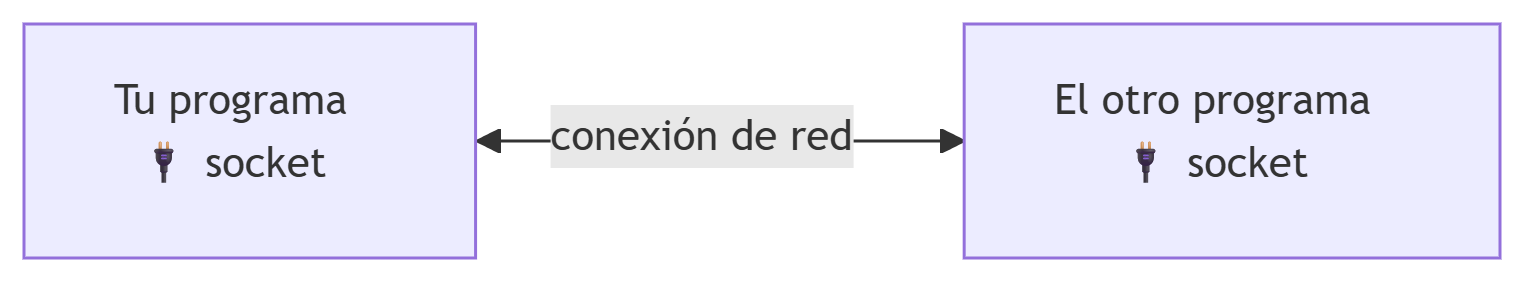 Tu programa
🔌 socket
conexión de red
El otro programa
🔌 socket